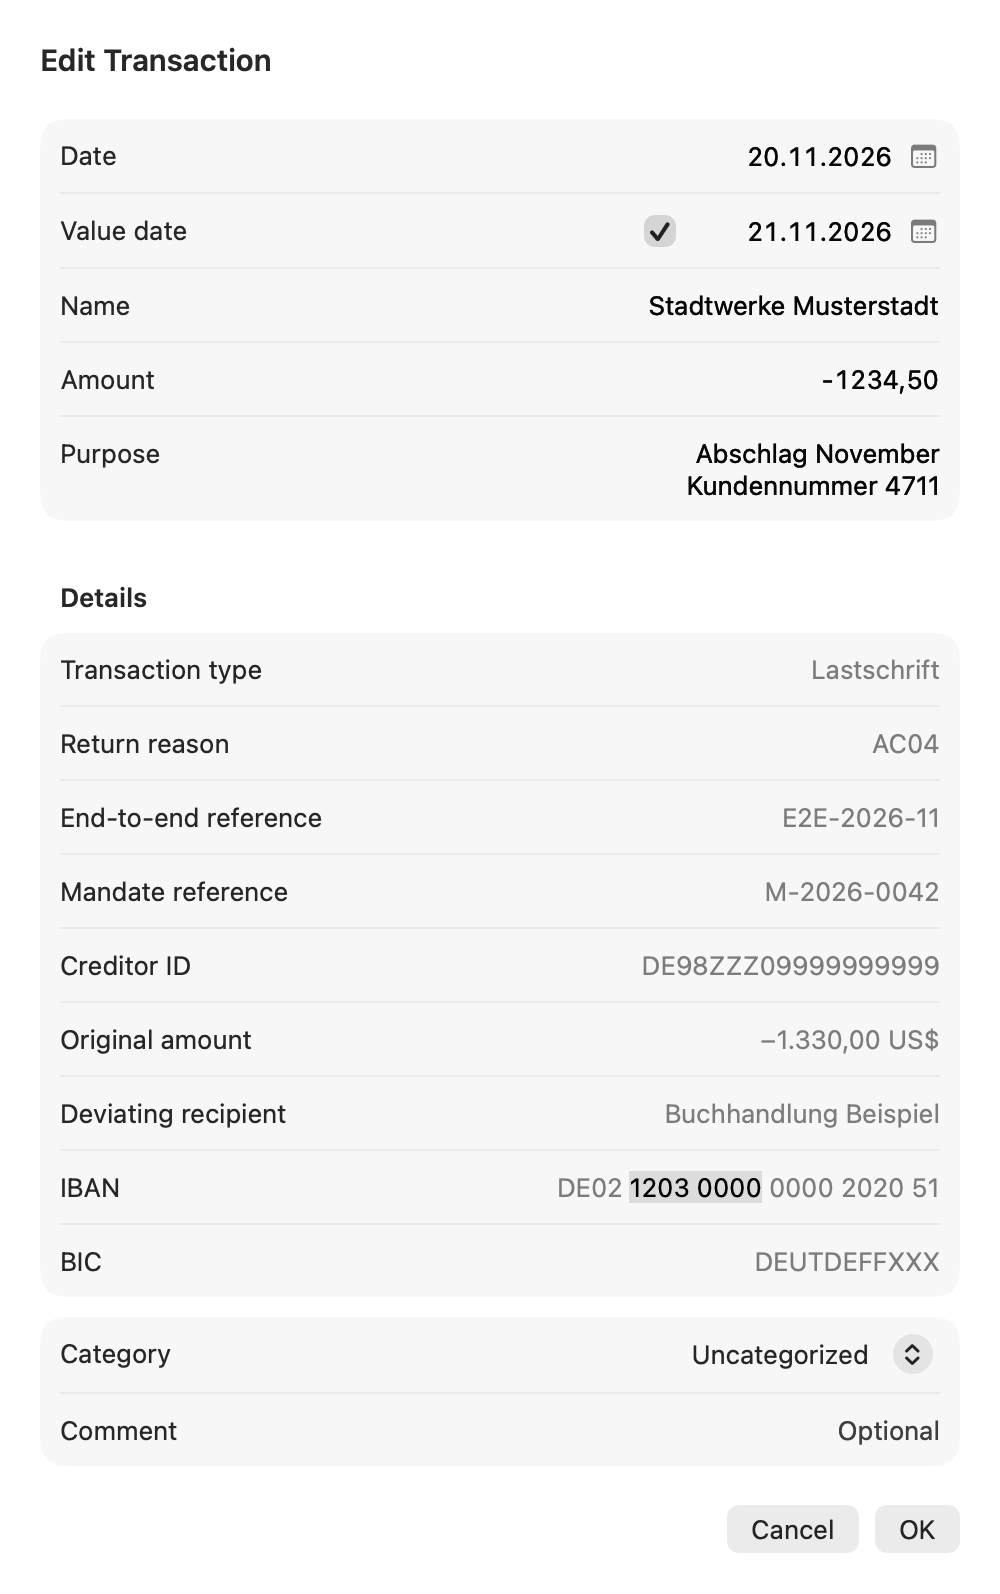 Edit Transaction
Date 20.11.2026
Value date 21.11.2026
Name Stadtwerke Musterstadt
Amount -1234,50
Purpose Abschlag November
Kundennummer 4711
Details
Transaction type Lastschrift
Return reason AC04
End-to-end reference E2E-2026-11
Mandate reference M-2026-0042
Creditor ID DE98ZZZ09999999999
Original amount –1.330,00 US$
Deviating recipient Buchhandlung Beispiel
IBAN DE02 1203 0000 0000 2020 51
BIC DEUTDEFFXXX
Category Uncategorized
Comment Optional
Cancel OK